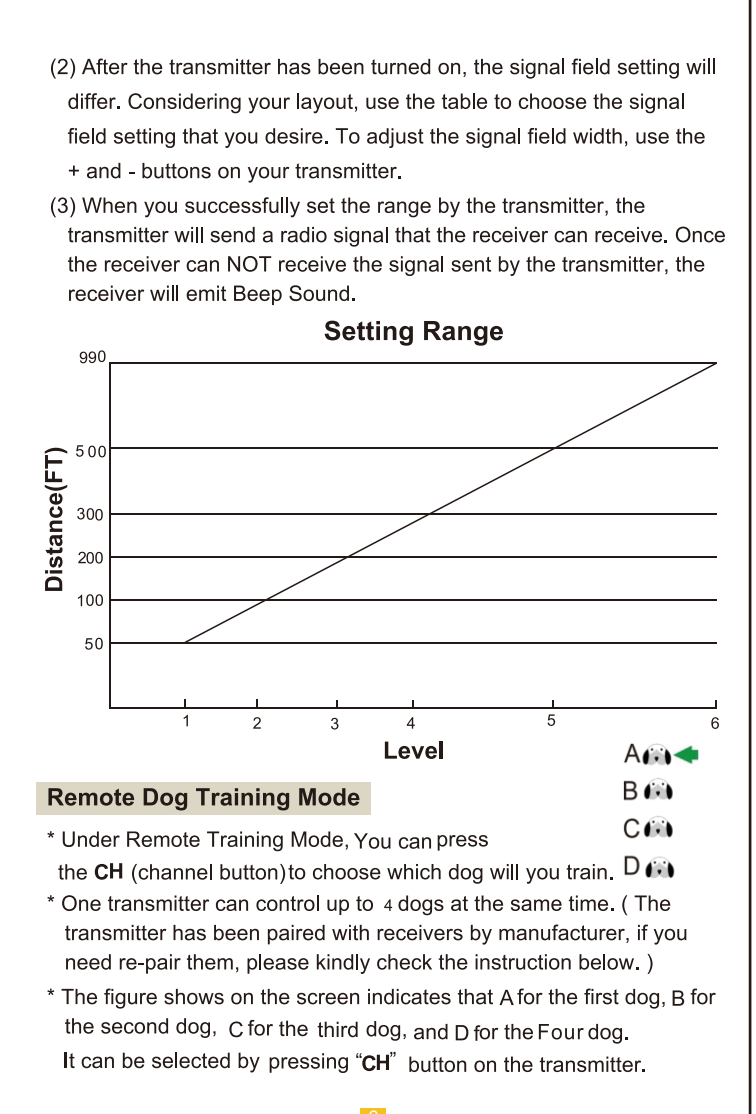 (2) After the transmitter has been turned on, the signal field setting will
differ. Considering your layout, use the table to choose the signal
field setting that you desire. To adjust the signal field width, use the
+ and - buttons on your transmitter.
(3) When you successfully set the range by the transmitter, the
transmitter will send a radio signal that the receiver can receive. Once
the receiver can NOT receive the signal sent by the transmitter, the
receiver will emit Beep Sound.
Setting Range
990
500
300
200
100
50
Distance(FT)
1 2 3 4 5 6
Level
A
B
C
D
Remote Dog Training Mode
* Under Remote Training Mode, You can press
the CH (channel button) to choose which dog will you train.
* One transmitter can control up to 4 dogs at the same time. ( The
transmitter has been paired with receivers by manufacturer, if you
need re-pair them, please kindly check the instruction below. )
* The figure shows on the screen indicates that A for the first dog, B for
the second dog, C for the third dog, and D for the Four dog.
It can be selected by pressing “CH” button on the transmitter.